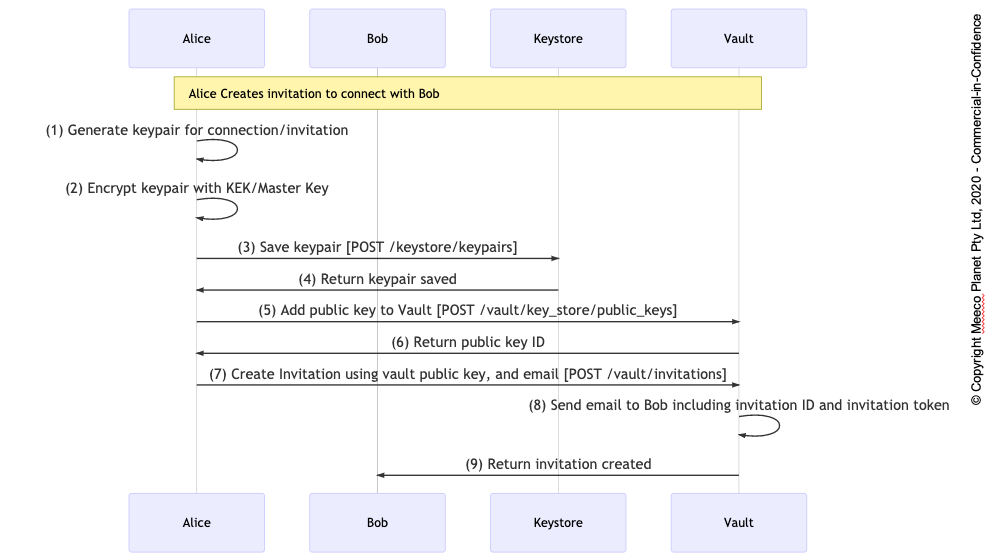 Alice
Bob
Keystore
Vault
Alice Creates invitation to connect with Bob
(1) Generate keypair for connection/invitation
(2) Encrypt keypair with KEK/Master Key
(3) Save keypair [POST /keystore/keypairs]
(4) Return keypair saved
(5) Add public key to Vault [POST /vault/key_store/public_keys]
(6) Return public key ID
(7) Create Invitation using vault public key, and email [POST /vault/invitations]
(8) Send email to Bob including invitation ID and invitation token
(9) Return invitation created
Alice
Bob
Keystore
Vault
© Copyright Meeco Planet Pty Ltd, 2020 - Commercial-in-Confidence